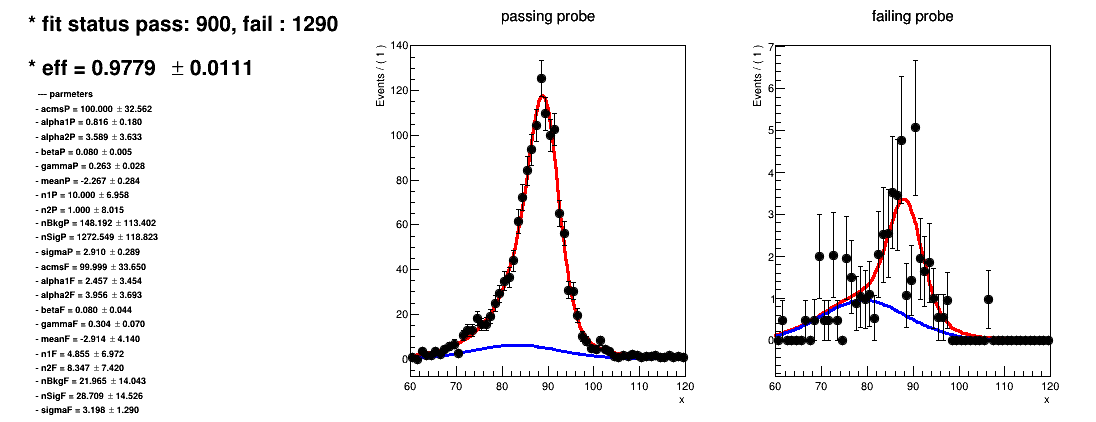 * fit status pass: 900, fail : 1290
* eff = 0.9779 ± 0.0111
--- parmeters
- acmsP = 100.000 ± 32.562
- alpha1P = 0.816 ± 0.180
- alpha2P = 3.589 ± 3.633
- betaP = 0.080 ± 0.005
- gammaP = 0.263 ± 0.028
- meanP = -2.267 ± 0.284
- n1P = 10.000 ± 6.958
- n2P = 1.000 ± 8.015
- nBkgP = 148.192 ± 113.402
- nSigP = 1272.549 ± 118.823
- sigmaP = 2.910 ± 0.289
- acmsF = 99.999 ± 33.650
- alpha1F = 2.457 ± 3.454
- alpha2F = 3.956 ± 3.693
- betaF = 0.080 ± 0.044
- gammaF = 0.304 ± 0.070
- meanF = -2.914 ± 4.140
- n1F = 4.855 ± 6.972
- n2F = 8.347 ± 7.420
- nBkgF = 21.965 ± 14.043
- nSigF = 28.709 ± 14.526
- sigmaF = 3.198 ± 1.290
passing probe
Events / ( 1 )
140
120
100
80
60
40
20
0
60 70 80 90 100 110 120
x
failing probe
Events / ( 1 )
7
6
5
4
3
2
1
0
60 70 80 90 100 110 120
x